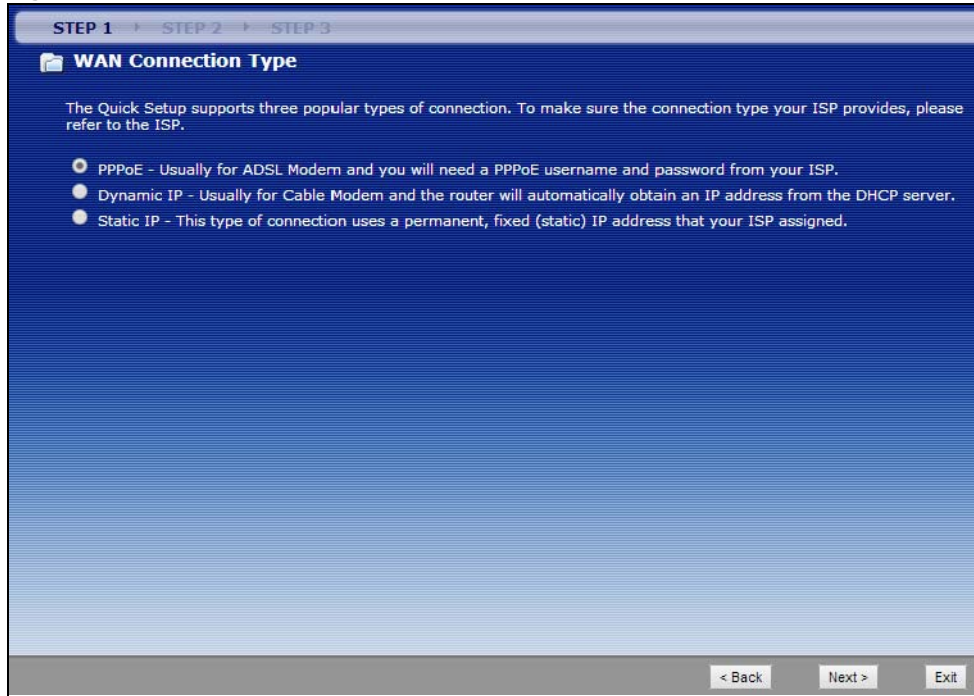 STEP 1 STEP 2 STEP 3
WAN Connection Type
The Quick Setup supports three popular types of connection. To make sure the connection type your ISP provides, please
refer to the ISP.
PPPoE - Usually for ADSL Modem and you will need a PPPoE username and password from your ISP.
Dynamic IP - Usually for Cable Modem and the router will automatically obtain an IP address from the DHCP server.
Static IP - This type of connection uses a permanent, fixed (static) IP address that your ISP assigned.
< Back Next > Exit